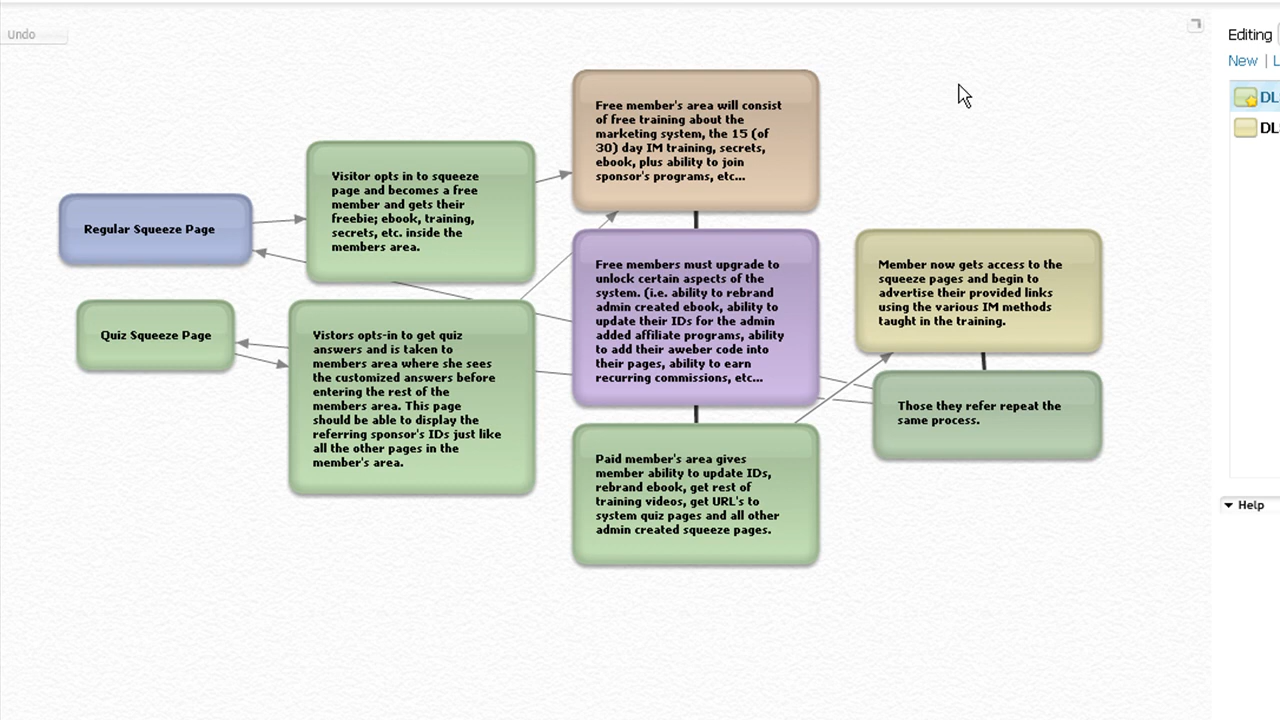 Undo
Editing
New | L
DL
DL
Help
Regular Squeeze Page
Quiz Squeeze Page
Visitor opts in to squeeze
page and becomes a free
member and gets their
freebie; ebook, training,
secrets, etc. inside the
members area.
Vistors opts-in to get quiz
answers and is taken to
members area where she sees
the customized answers before
entering the rest of the
members area. This page
should be able to display the
referring sponsor's IDs just like
all the other pages in the
member's area.
Free member's area will consist
of free training about the
marketing system, the 15 (of
30) day IM training, secrets,
ebook, plus ability to join
sponsor's programs, etc...
Free members must upgrade to
unlock certain aspects of the
system. (i.e. ability to rebrand
admin created ebook, ability to
update their IDs for the admin
added affiliate programs, ability
to add their aweber code into
their pages, ability to earn
recurring commissions, etc...
Paid member's area gives
member ability to update IDs,
rebrand ebook, get rest of
training videos, get URL's to
system quiz pages and all other
admin created squeeze pages.
Member now gets access to the
squeeze pages and begin to
advertise their provided links
using the various IM methods
taught in the training.
Those they refer repeat the
same process.